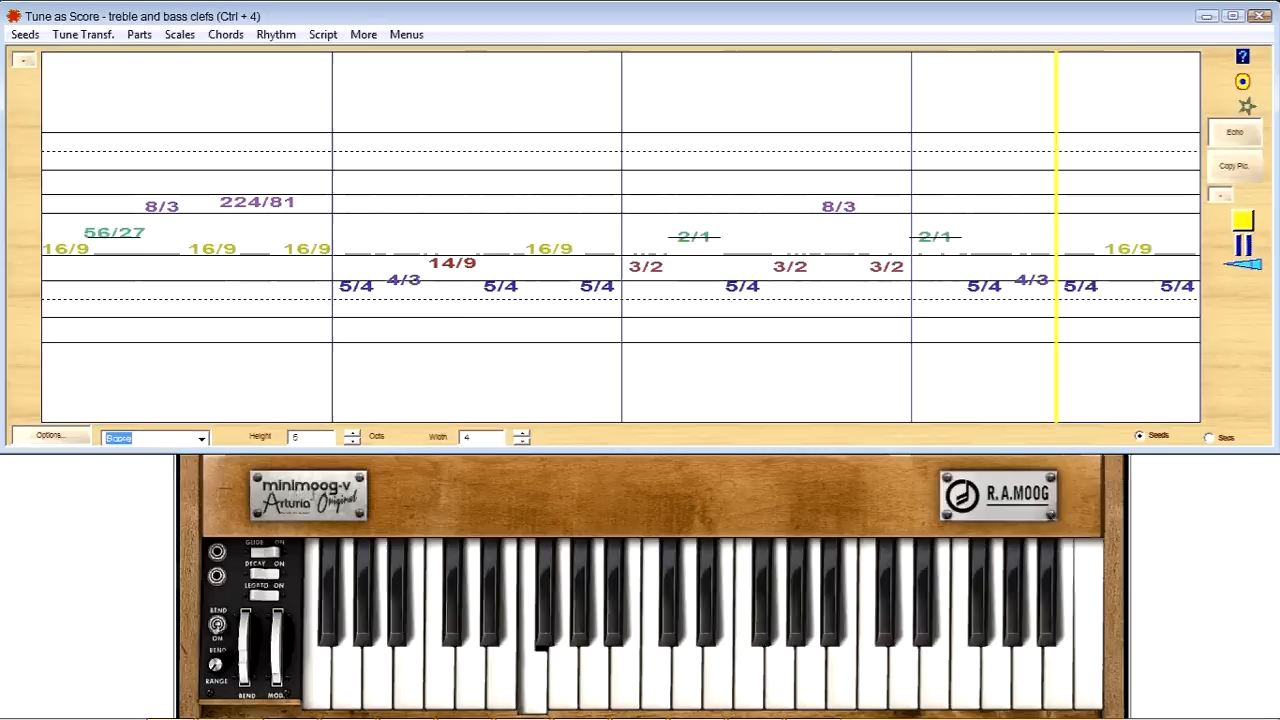 Tune as Score - treble and bass clefs (Ctrl + 4)
Seeds Tune Transf. Parts Scales Chords Rhythm Script More Menus
?
Echo
Copy Pic.
8/3 224/81 8/3
56/27 2/1 2/1
16/9 16/9 16/9 16/9 16/9
14/9 3/2 3/2 3/2
5/4 4/3 5/4 5/4 5/4 5/4 4/3 5/4 5/4
Options... Score Height 5 Octs Width 4 Seeds Secs
minimoog-v
Arturia Original
R.A.MOOG
GLIDE ON
DECAY ON
LEGATO ON
BEND
ON
BEND
RANGE
BEND MOD.